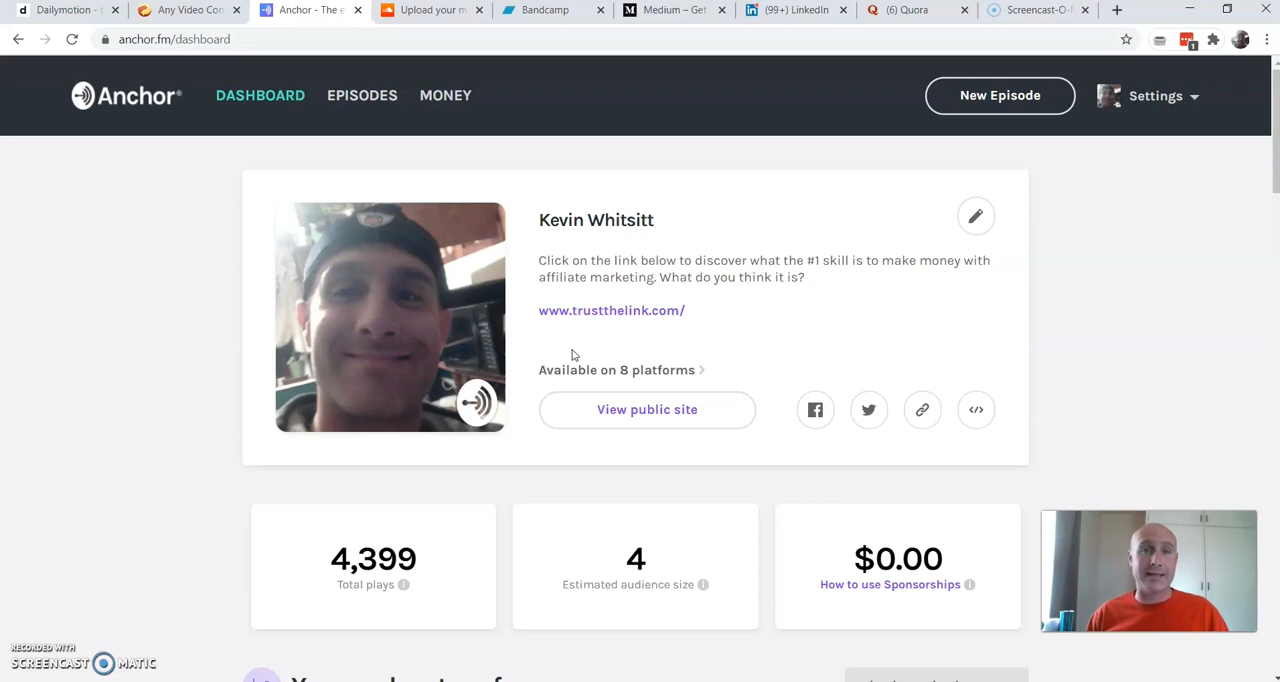 Dailymotion - t
Any Video Con
Anchor - The e
Upload your m
Bandcamp
Medium – Get
(99+) LinkedIn
(6) Quora
Screencast-O-M
anchor.fm/dashboard
1
Anchor®
DASHBOARD
EPISODES
MONEY
New Episode
Settings
Kevin Whitsitt
Click on the link below to discover what the #1 skill is to make money with
affiliate marketing. What do you think it is?
www.trustthelink.com/
Available on 8 platforms
View public site
4,399
Total plays
4
Estimated audience size
$0.00
How to use Sponsorships
RECORDED WITH
SCREENCAST MATIC